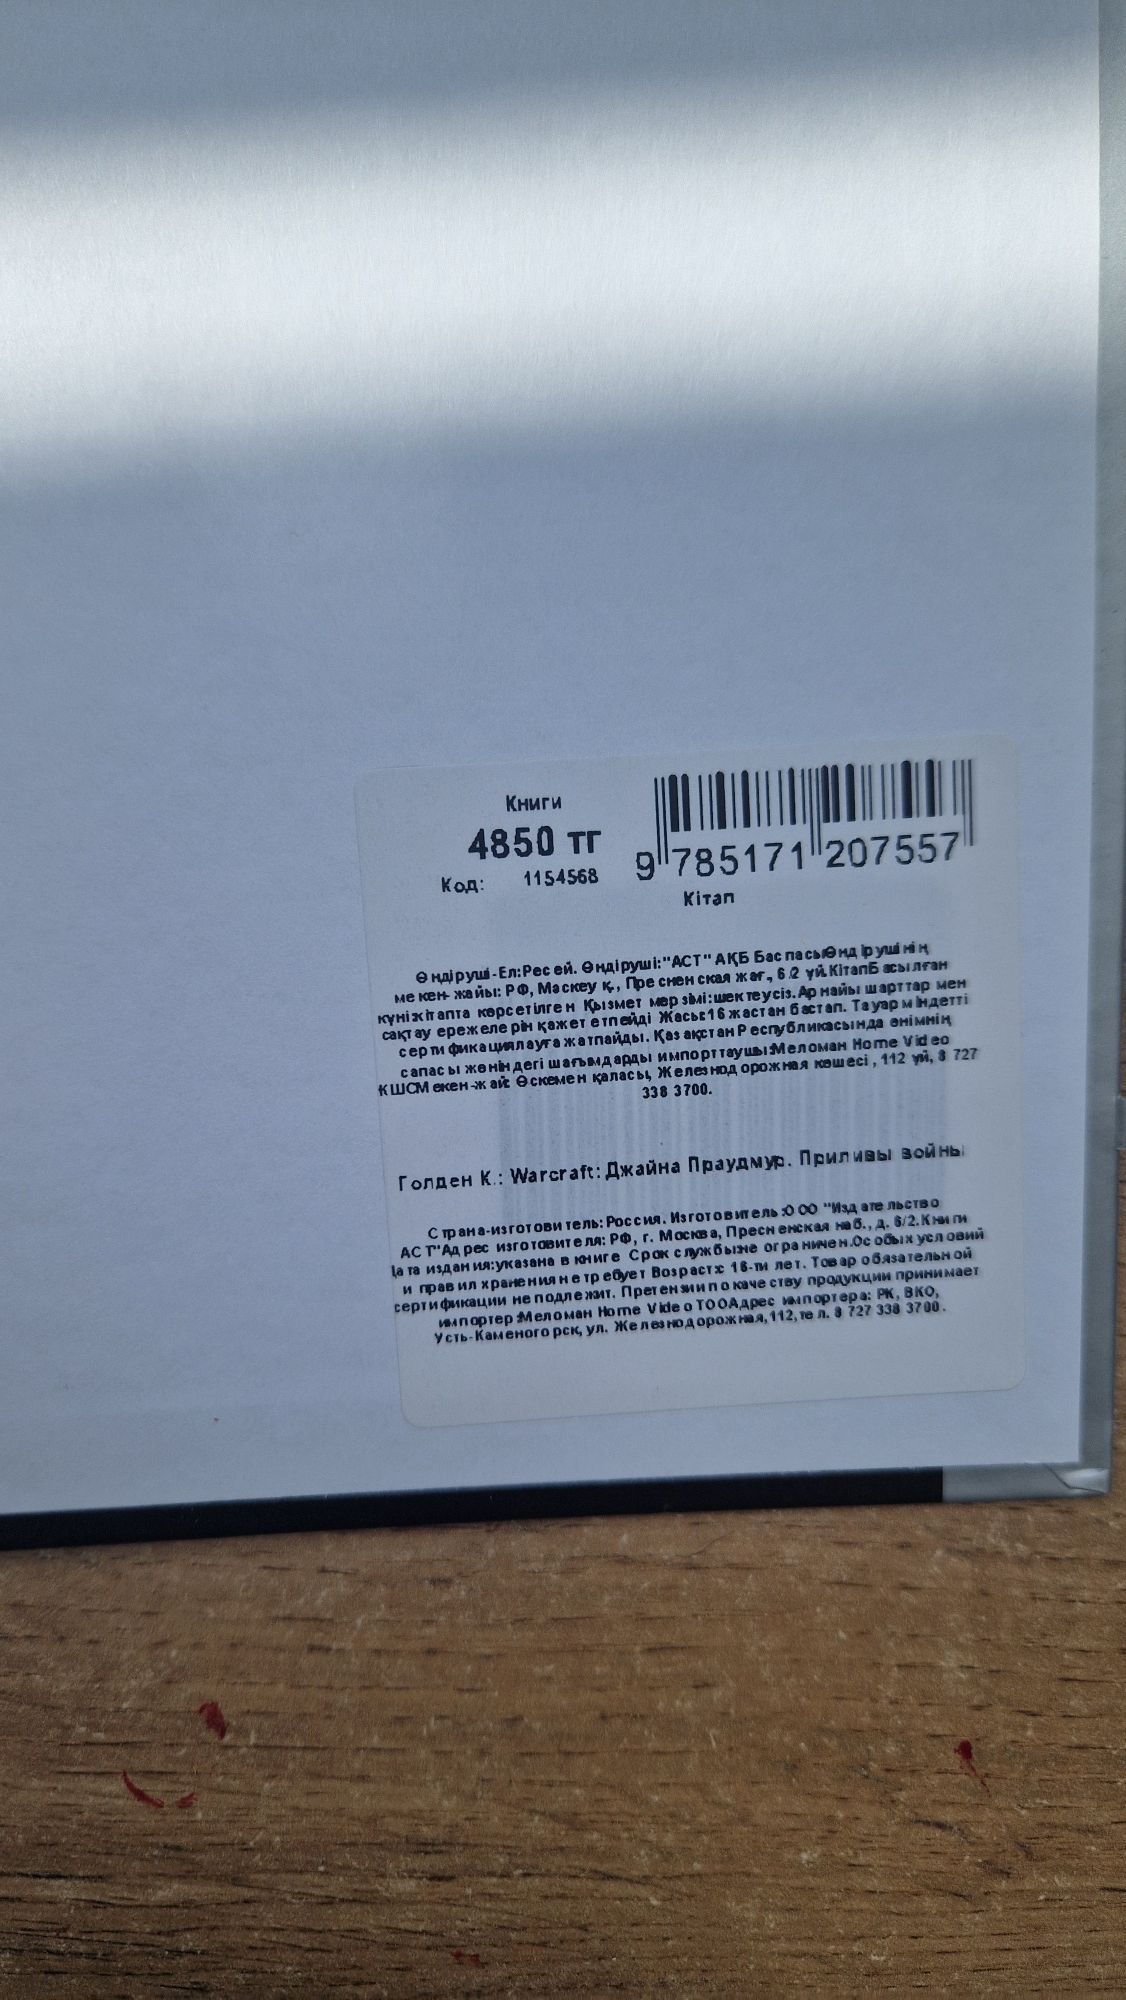 Книги
4850 тг
Код: 1154568
9 785171 207557
Кітап
Өндіруші-Ел:Ресей. Өндіруші:"АСТ" АҚБ БаспасыӨндірушінің
мекен-жайы: РФ, Мәскеу қ., Пресненская жағ., 6/2 үй.КітапБасылған
күні:кітапта көрсетілген Қызмет мерзімі:шектеусіз.Арнайы шарттар мен
сақтау ережелерін қажет етпейді Жасы:16 жастан бастап. Тауар міндетті
сертификациялауға жатпайды. Қазақстан Республикасында өнімнің
сапасы жөніндегі шағымдарды импорттаушы:Меломан Home Video
КШСМекен-жай: Өскемен қаласы, Железнодорожная көшесі, 112 үй, 8 727
338 3700.
Голден К.: Warcraft: Джайна Праудмур. Приливы войны
Страна-изготовитель:Россия. Изготовитель:ООО "Издательство
АСТ"Адрес изготовителя: РФ, г. Москва, Пресненская наб., д. 6/2.Книги
Дата издания:указана в книге Срок службы:не ограничен.Особых условий
и правил хранения не требует Возраст:с 16-ти лет. Товар обязательной
сертификации не подлежит. Претензии по качеству продукции принимает
импортер:Меломан Home Video ТООАдрес импортера: РК, ВКО,
Усть-Каменогорск, ул. Железнодорожная,112,тел. 8 727 338 3700.